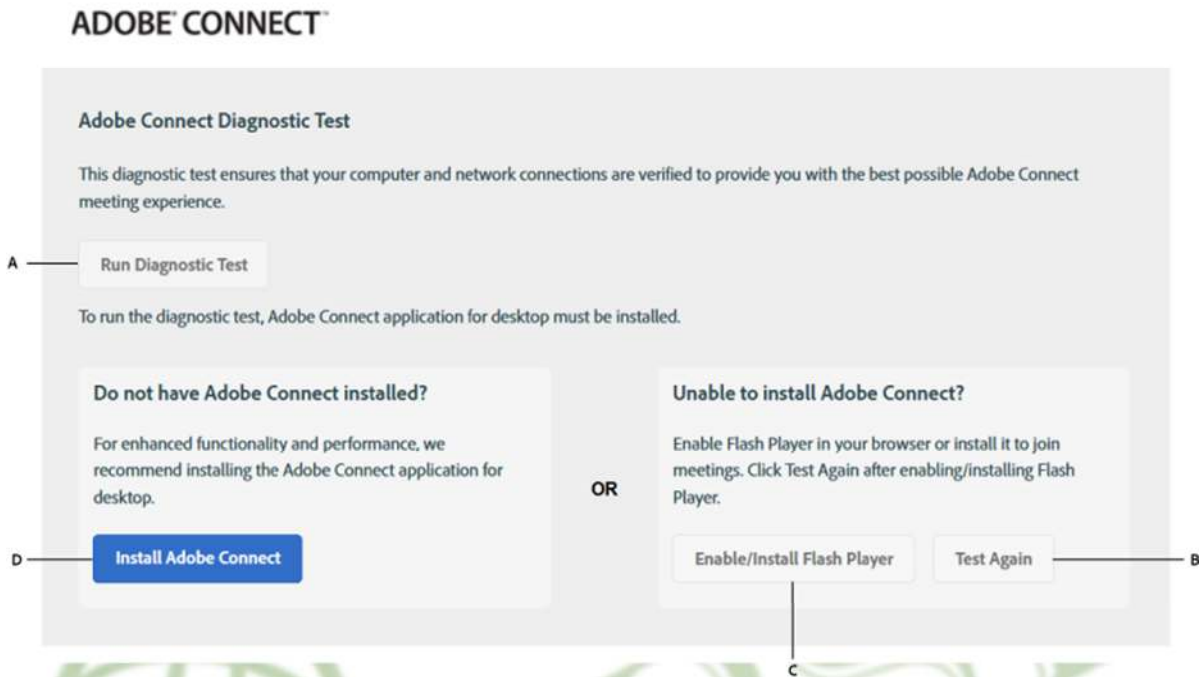 ADOBE® CONNECT™
Adobe Connect Diagnostic Test
This diagnostic test ensures that your computer and network connections are verified to provide you with the best possible Adobe Connect
meeting experience.
A
Run Diagnostic Test
To run the diagnostic test, Adobe Connect application for desktop must be installed.
Do not have Adobe Connect installed?
For enhanced functionality and performance, we
recommend installing the Adobe Connect application for
desktop.
D
Install Adobe Connect
OR
Unable to install Adobe Connect?
Enable Flash Player in your browser or install it to join
meetings. Click Test Again after enabling/installing Flash
Player.
Enable/Install Flash Player
Test Again
B
C